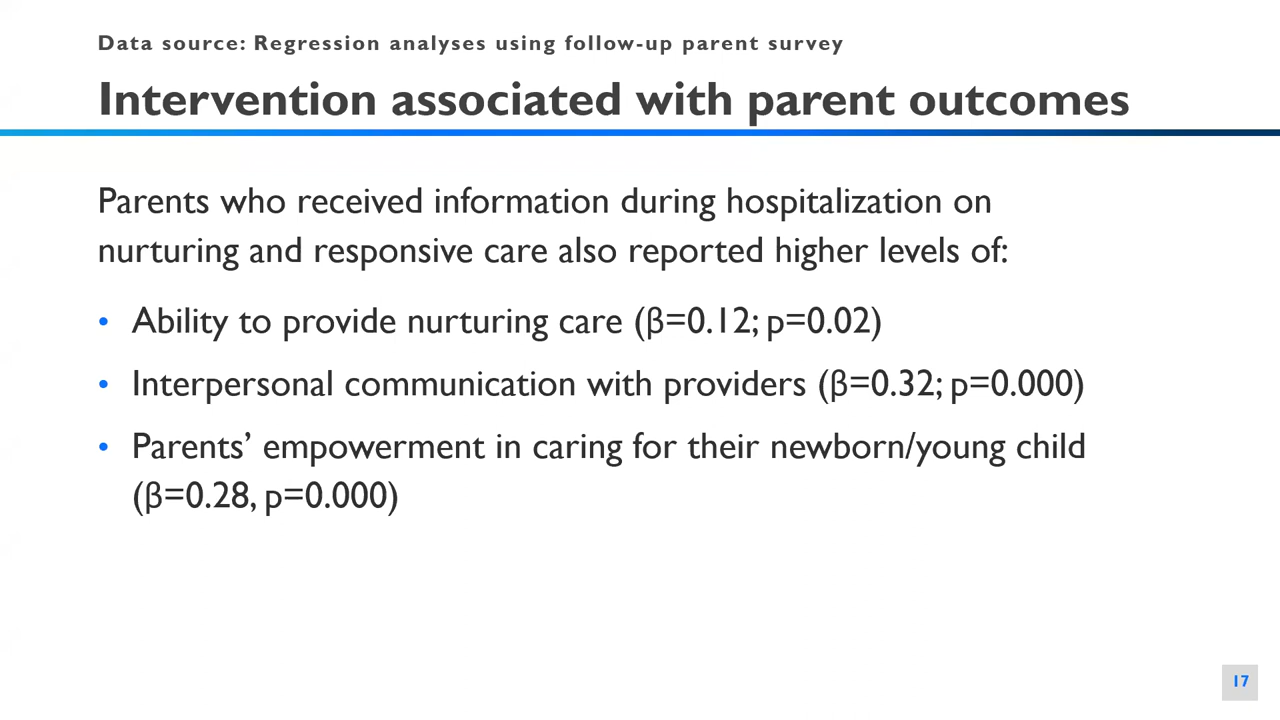 Data source: Regression analyses using follow-up parent survey
Intervention associated with parent outcomes
Parents who received information during hospitalization on
nurturing and responsive care also reported higher levels of:
• Ability to provide nurturing care (β=0.12; p=0.02)
• Interpersonal communication with providers (β=0.32; p=0.000)
• Parents’ empowerment in caring for their newborn/young child
(β=0.28, p=0.000)
17